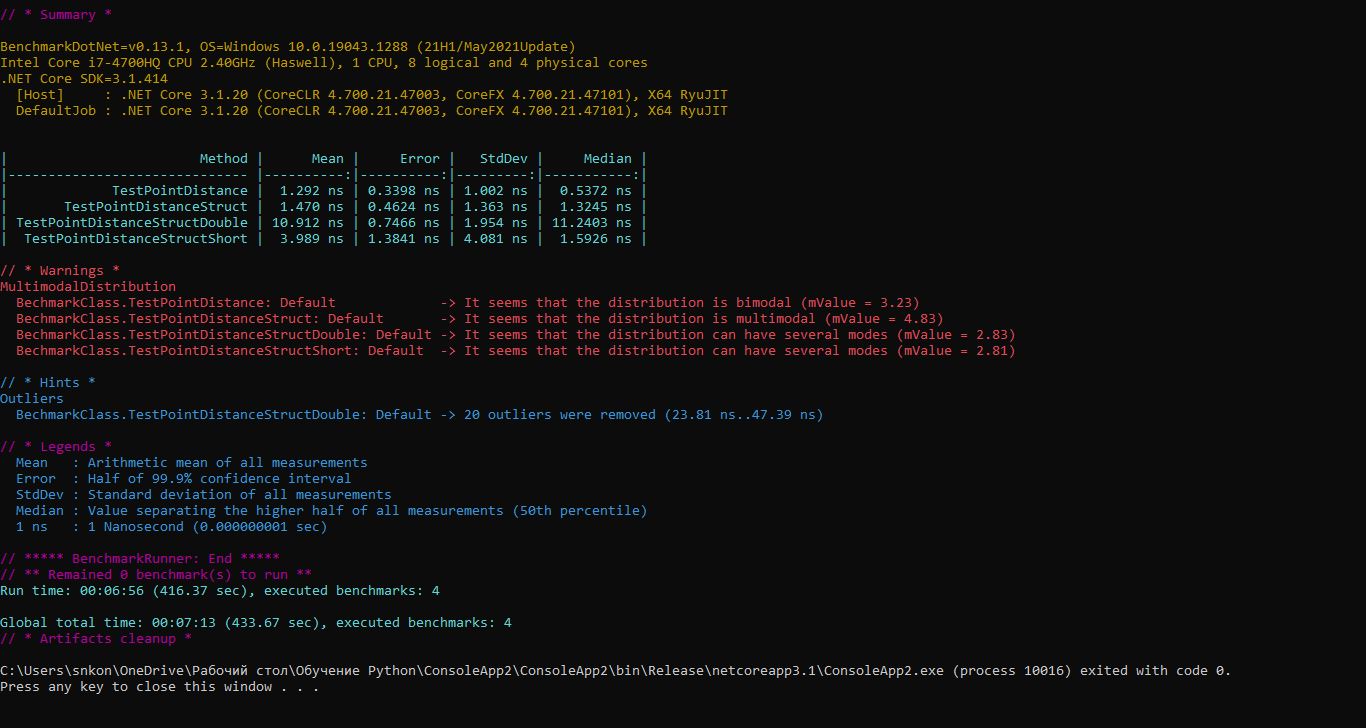 // * Summary *
BenchmarkDotNet=v0.13.1, OS=Windows 10.0.19043.1288 (21H1/May2021Update)
Intel Core i7-4700HQ CPU 2.40GHz (Haswell), 1 CPU, 8 logical and 4 physical cores
.NET Core SDK=3.1.414
  [Host]     : .NET Core 3.1.20 (CoreCLR 4.700.21.47003, CoreFX 4.700.21.47101), X64 RyuJIT
  DefaultJob : .NET Core 3.1.20 (CoreCLR 4.700.21.47003, CoreFX 4.700.21.47101), X64 RyuJIT
|                        Method |      Mean |     Error |   StdDev |     Median |
|------------------------------ |----------:|----------:|---------:|-----------:|
|             TestPointDistance |  1.292 ns | 0.3398 ns | 1.002 ns |  0.5372 ns |
|       TestPointDistanceStruct |  1.470 ns | 0.4624 ns | 1.363 ns |  1.3245 ns |
| TestPointDistanceStructDouble | 10.912 ns | 0.7466 ns | 1.954 ns | 11.2403 ns |
|  TestPointDistanceStructShort |  3.989 ns | 1.3841 ns | 4.081 ns |  1.5926 ns |
// * Warnings *
MultimodalDistribution
  BechmarkClass.TestPointDistance: Default             -> It seems that the distribution is bimodal (mValue = 3.23)
  BechmarkClass.TestPointDistanceStruct: Default       -> It seems that the distribution is multimodal (mValue = 4.83)
  BechmarkClass.TestPointDistanceStructDouble: Default -> It seems that the distribution can have several modes (mValue = 2.83)
  BechmarkClass.TestPointDistanceStructShort: Default  -> It seems that the distribution can have several modes (mValue = 2.81)
// * Hints *
Outliers
  BechmarkClass.TestPointDistanceStructDouble: Default -> 20 outliers were removed (23.81 ns..47.39 ns)
// * Legends *
  Mean   : Arithmetic mean of all measurements
  Error  : Half of 99.9% confidence interval
  StdDev : Standard deviation of all measurements
  Median : Value separating the higher half of all measurements (50th percentile)
  1 ns   : 1 Nanosecond (0.000000001 sec)
// ***** BenchmarkRunner: End *****
// ** Remained 0 benchmark(s) to run **
Run time: 00:06:56 (416.37 sec), executed benchmarks: 4
Global total time: 00:07:13 (433.67 sec), executed benchmarks: 4
// * Artifacts cleanup *
C:\Users\snkon\OneDrive\Рабочий стол\Обучение Python\ConsoleApp2\ConsoleApp2\bin\Release\netcoreapp3.1\ConsoleApp2.exe (process 10016) exited with code 0.
Press any key to close this window . . .